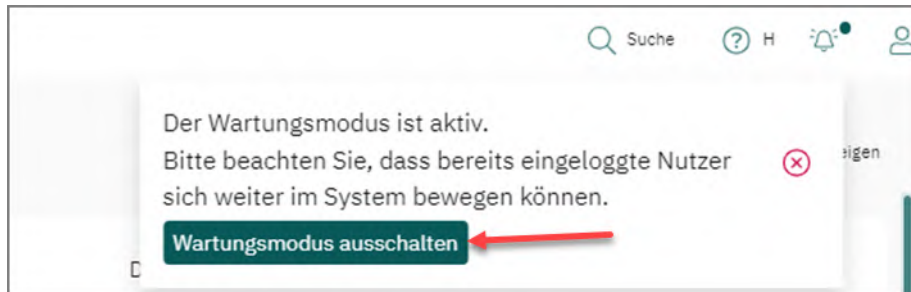 Suche
H
Der Wartungsmodus ist aktiv.
Bitte beachten Sie, dass bereits eingeloggte Nutzer
eigen
sich weiter im System bewegen können.
Wartungsmodus ausschalten
D